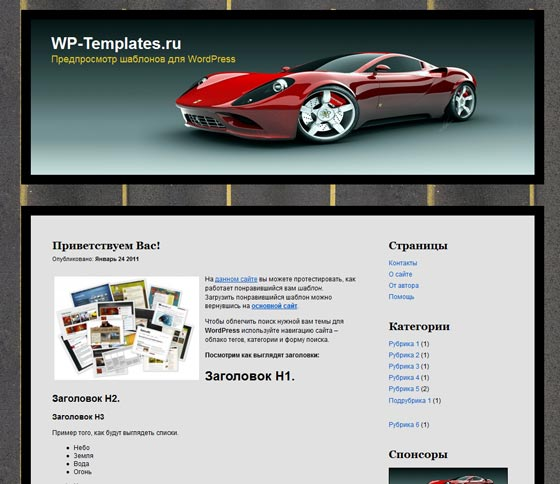 WP-Templates.ru
Предпросмотр шаблонов для WordPress
Приветствуем Вас!
Опубликовано: Январь 24 2011
На данном сайте вы можете протестировать, как
работает понравившийся вам шаблон.
Загрузить понравившийся шаблон можно
вернувшись на основной сайт.
Чтобы облегчить поиск нужной вам темы для
WordPress используйте навигацию сайта –
облако тегов, категории и форму поиска.
Посмотрим как выглядят заголовки:
Заголовок H1.
Заголовок H2.
Заголовок H3
Пример того, как будут выглядеть списки.
Небо
Земля
Вода
Огонь
Страницы
Контакты
О сайте
От автора
Помощь
Категории
Рубрика 1 (1)
Рубрика 2 (1)
Рубрика 3 (1)
Рубрика 4 (1)
Рубрика 5 (2)
Подрубрика 1 (1)
Рубрика 6 (1)
Спонсоры